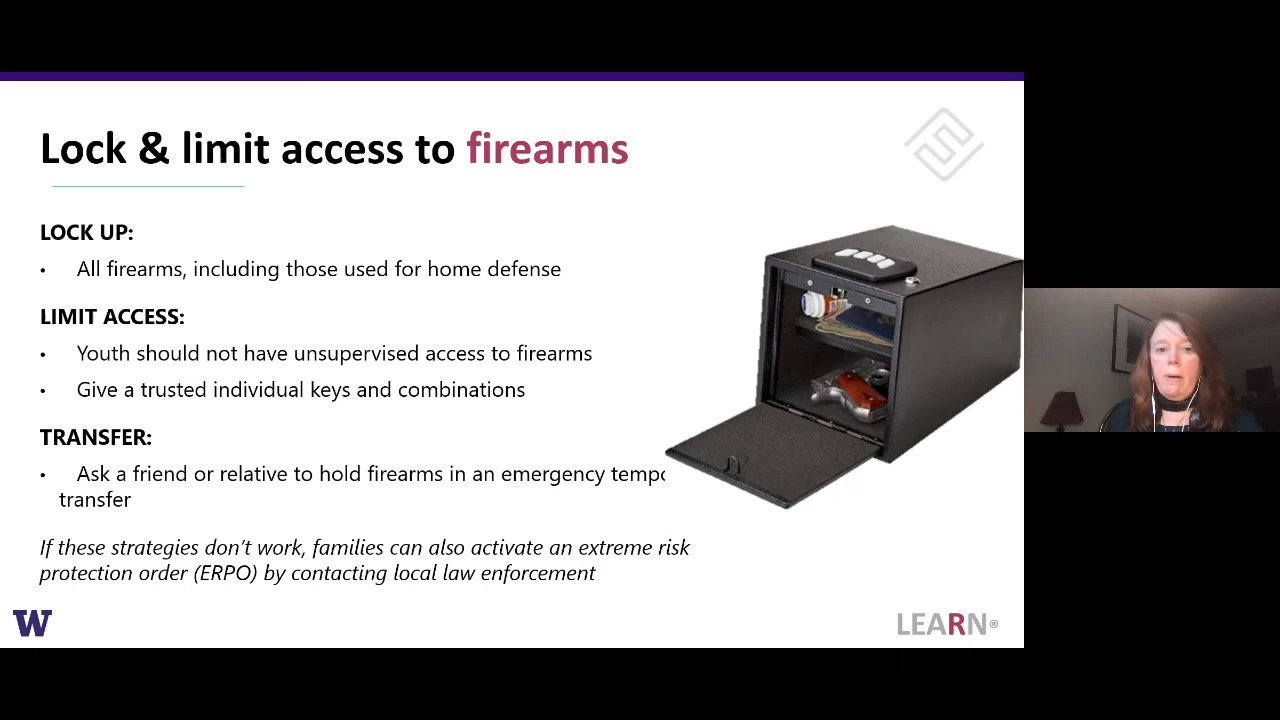 Lock & limit access to firearms
LOCK UP:
• All firearms, including those used for home defense
LIMIT ACCESS:
• Youth should not have unsupervised access to firearms
• Give a trusted individual keys and combinations
TRANSFER:
• Ask a friend or relative to hold firearms in an emergency
transfer
If these strategies don’t work, families can also activate an extreme risk
protection order (ERPO) by contacting local law enforcement
W
LEARN®